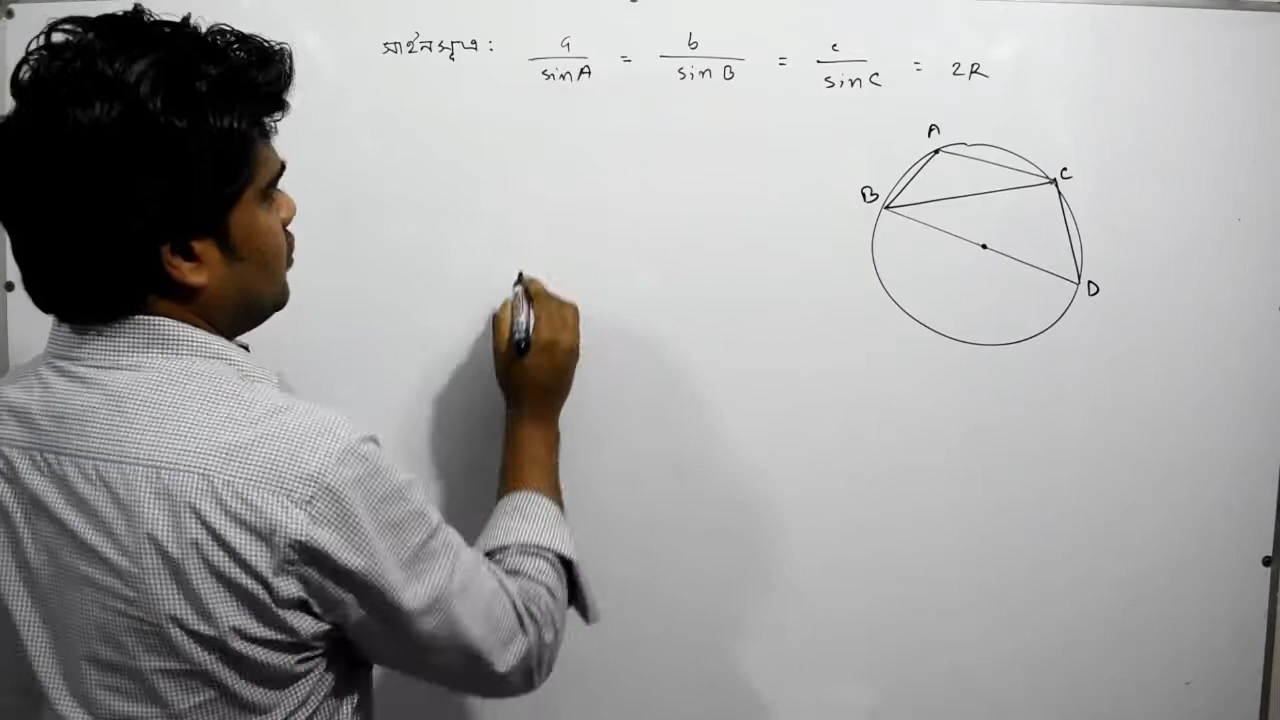 সাইনসূত্র : a/sinA = b/sinB = c/sinC = 2R
A
B
C
D